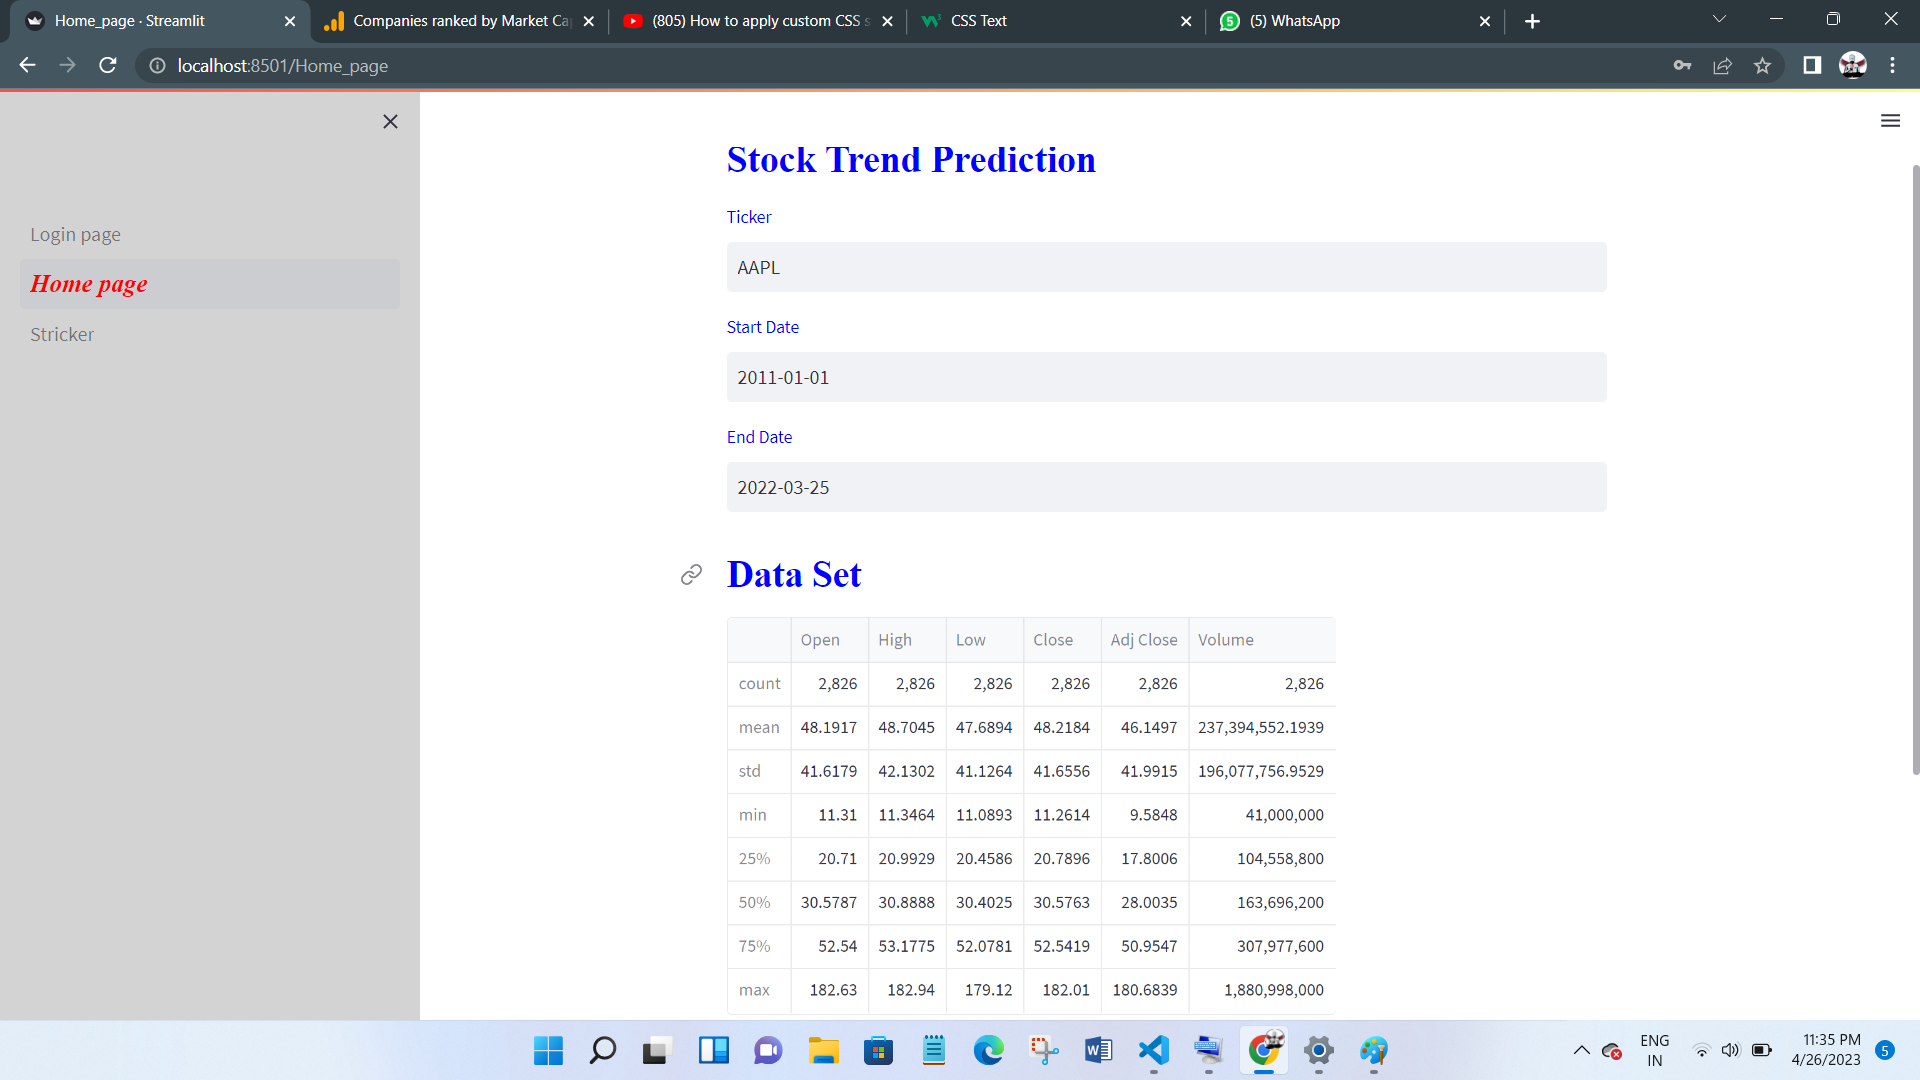 Home_page · Streamlit
Companies ranked by Market Ca
(805) How to apply custom CSS s
CSS Text
5 (5) WhatsApp
localhost:8501/Home_page
Login page
Home page
Stricker
Stock Trend Prediction
Ticker
AAPL
Start Date
2011-01-01
End Date
2022-03-25
Data Set
Open High Low Close Adj Close Volume
count 2,826 2,826 2,826 2,826 2,826 2,826
mean 48.1917 48.7045 47.6894 48.2184 46.1497 237,394,552.1939
std 41.6179 42.1302 41.1264 41.6556 41.9915 196,077,756.9529
min 11.31 11.3464 11.0893 11.2614 9.5848 41,000,000
25% 20.71 20.9929 20.4586 20.7896 17.8006 104,558,800
50% 30.5787 30.8888 30.4025 30.5763 28.0035 163,696,200
75% 52.54 53.1775 52.0781 52.5419 50.9547 307,977,600
max 182.63 182.94 179.12 182.01 180.6839 1,880,998,000
ENG
IN
11:35 PM
4/26/2023
5